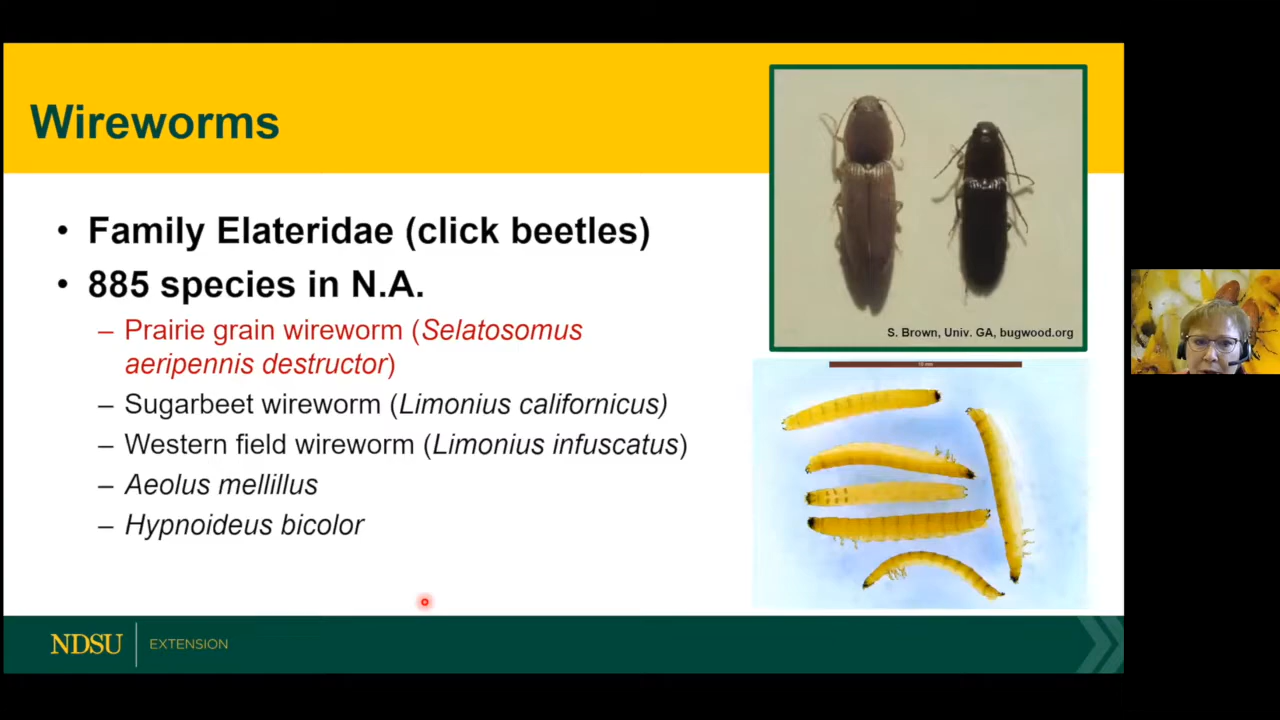 Wireworms
• Family Elateridae (click beetles)
• 885 species in N.A.
– Prairie grain wireworm (Selatosomus
aeripennis destructor)
– Sugarbeet wireworm (Limonius californicus)
– Western field wireworm (Limonius infuscatus)
– Aeolus mellillus
– Hypnoideus bicolor
S. Brown, Univ. GA, bugwood.org
NDSU EXTENSION